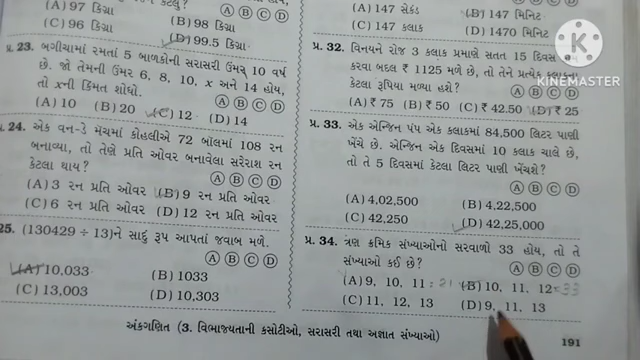 (A) 97 કિગ્રા
(B) 98 કિગ્રા
(C) 96 કિગ્રા
(D) 99.5 કિગ્રા
પ્ર. 23. બગીચામાં રમતાં 5 બાળકોની સરાસરી ઉંમર 10 વર્ષ
છે. જો તેમની ઉંમર 6, 8, 10, x અને 14 હોય,
તો xની કિંમત શોધો.
A B C D
(A) 10 (B) 20 (C) 12 (D) 14
24. એક વન-ડે મેચમાં કોહલીએ 72 બૉલમાં 108 રન
બનાવ્યા, તો તેણે પ્રતિ ઓવર બનાવેલા સરેરાશ રન
કેટલા થાય?
A B C D
(A) 3 રન પ્રતિ ઓવર (B) 9 રન પ્રતિ ઓવર
(C) 6 રન પ્રતિ ઓવર (D) 12 રન પ્રતિ ઓવર
25. (130429 ÷ 13)ને સાદું રૂપ આપતાં જવાબ મળે.
A B C D
(A) 10,033 (B) 1033
(C) 13,003 (D) 10,303
અંકગણિત (3. વિભાજ્યતાની કસોટીઓ, સરાસરી તથા અજ્ઞાત સંખ્યાઓ)
(A) 147 સેકંડ (B) 147 મિનિટ
(C) 147 કલાક (D) 1470 મિનિટ
પ્ર. 32. વિનયને રોજ 3 કલાક પ્રમાણે સતત 15 દિવસ
કરવા બદલ ₹ 1125 મળે છે, તો તેને પ્રત્યેક
કેટલા રૂપિયા મળ્યા હશે?
A B C D
(A) ₹ 75 (B) ₹ 50 (C) ₹ 42.50 (D) ₹ 25
પ્ર. 33. એક એન્જિન પંપ એક કલાકમાં 84,500 લિટર પાણી
ખેંચે છે. એન્જિન એક દિવસમાં 10 કલાક ચાલે છે,
તો તે 5 દિવસમાં કેટલા લિટર પાણી ખેંચશે?
A B C D
(A) 4,02,500 (B) 4,22,500
(C) 42,250 (D) 42,25,000
પ્ર. 34. ત્રણ ક્રમિક સંખ્યાઓનો સરવાળો 33 હોય, તો તે
સંખ્યાઓ કઈ છે?
A B C D
(A) 9, 10, 11 (B) 10, 11, 12 = 33
(C) 11, 12, 13 (D) 9, 11, 13
191
KINEMASTER